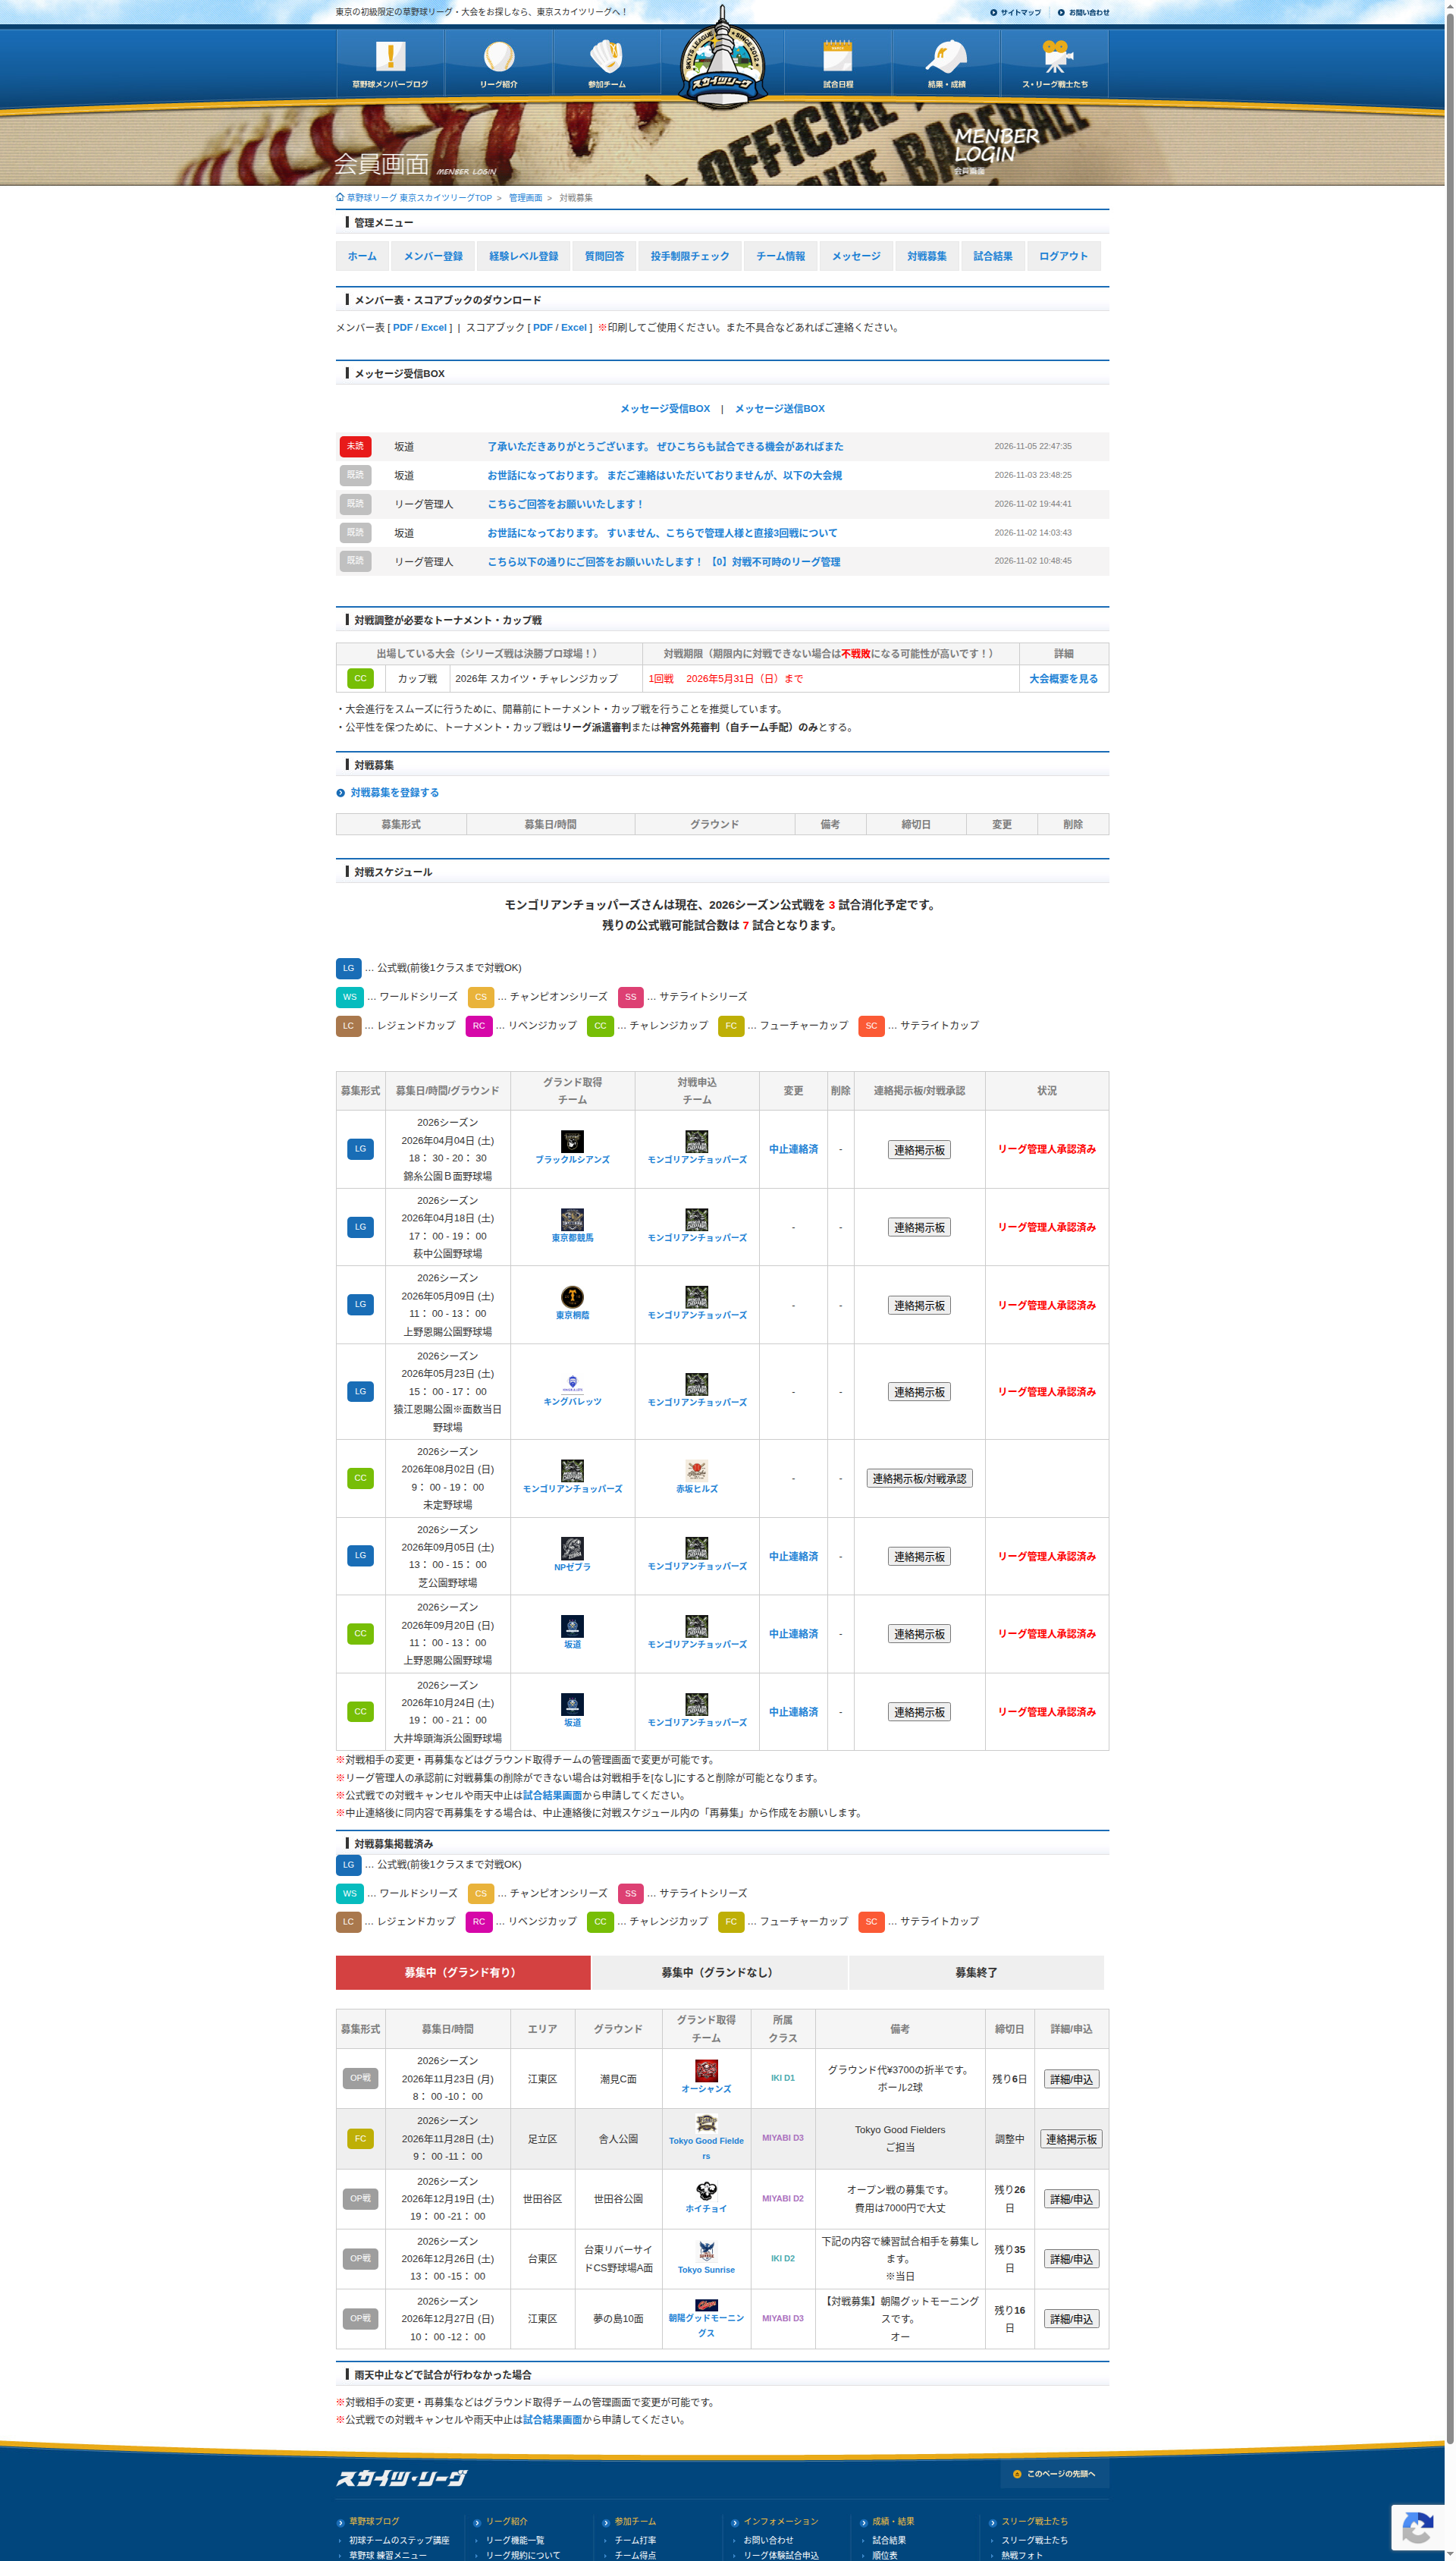 東京の初級限定の草野球リーグ・大会をお探しなら、東京スカイツリーグへ！
サイトマップ　お問い合わせ
草野球メンバーブログ　リーグ紹介　参加チーム　スカイツリーグ　試合日程　結果・成績　ス・リーグ戦士たち
OFFICIAL
LEAGUE BASEBALL
MENBER
LOGIN
会員画面
会員画面 MENBER LOGIN
草野球リーグ 東京スカイツリーグTOP > 管理画面 > 対戦募集
管理メニュー
ホーム　メンバー登録　経験レベル登録　質問回答　投手制限チェック　チーム情報　メッセージ　対戦募集　試合結果　ログアウト
メンバー表・スコアブックのダウンロード
メンバー表 [ PDF / Excel ] | スコアブック [ PDF / Excel ] ※印刷してご使用ください。また不具合などあればご連絡ください。
メッセージ受信BOX
メッセージ受信BOX | メッセージ送信BOX
未読　坂道　了承いただきありがとうございます。 ぜひこちらも試合できる機会があればまた　2026-11-05 22:47:35
既読　坂道　お世話になっております。 まだご連絡はいただいておりませんが、以下の大会規　2026-11-03 23:48:25
既読　リーグ管理人　こちらご回答をお願いいたします！　2026-11-02 19:44:41
既読　坂道　お世話になっております。 すいません、こちらで管理人様と直接3回戦について　2026-11-02 14:03:43
既読　リーグ管理人　こちら以下の通りにご回答をお願いいたします！ 【0】対戦不可時のリーグ管理　2026-11-02 10:48:45
対戦調整が必要なトーナメント・カップ戦
出場している大会（シリーズ戦は決勝プロ球場！）　対戦期限（期限内に対戦できない場合は不戦敗になる可能性が高いです！）　詳細
CC　カップ戦　2026年 スカイツ・チャレンジカップ　1回戦　2026年5月31日（日）まで　大会概要を見る
・大会進行をスムーズに行うために、開幕前にトーナメント・カップ戦を行うことを推奨しています。
・公平性を保つために、トーナメント・カップ戦はリーグ派遣審判または神宮外苑審判（自チーム手配）のみとする。
対戦募集
対戦募集を登録する
募集形式　募集日/時間　グラウンド　備考　締切日　変更　削除
対戦スケジュール
モンゴリアンチョッパーズさんは現在、2026シーズン公式戦を 3 試合消化予定です。
残りの公式戦可能試合数は 7 試合となります。
LG … 公式戦(前後1クラスまで対戦OK)
WS … ワールドシリーズ　CS … チャンピオンシリーズ　SS … サテライトシリーズ
LC … レジェンドカップ　RC … リベンジカップ　CC … チャレンジカップ　FC … フューチャーカップ　SC … サテライトカップ
募集形式　募集日/時間/グラウンド　グランド取得　対戦申込　変更　削除　連絡掲示板/対戦承認　状況
チーム　チーム
2026シーズン
2026年04月04日 (土)
LG　18： 30 - 20： 30　ブラックルシアンズ　モンゴリアンチョッパーズ　中止連絡済　-　連絡掲示板　リーグ管理人承認済み
錦糸公園Ｂ面野球場
2026シーズン
2026年04月18日 (土)
LG　17： 00 - 19： 00　東京都競馬　モンゴリアンチョッパーズ　-　-　連絡掲示板　リーグ管理人承認済み
萩中公園野球場
2026シーズン
2026年05月09日 (土)
LG　11： 00 - 13： 00　東京桐蔭　モンゴリアンチョッパーズ　-　-　連絡掲示板　リーグ管理人承認済み
上野恩賜公園野球場
2026シーズン
2026年05月23日 (土)
LG　15： 00 - 17： 00　キングバレッツ　モンゴリアンチョッパーズ　-　-　連絡掲示板　リーグ管理人承認済み
猿江恩賜公園※面数当日
野球場
2026シーズン
2026年08月02日 (日)
CC　9： 00 - 19： 00　モンゴリアンチョッパーズ　赤坂ヒルズ　-　-　連絡掲示板/対戦承認
未定野球場
2026シーズン
2026年09月05日 (土)
LG　13： 00 - 15： 00　NPゼブラ　モンゴリアンチョッパーズ　中止連絡済　-　連絡掲示板　リーグ管理人承認済み
芝公園野球場
2026シーズン
2026年09月20日 (日)
CC　11： 00 - 13： 00　坂道　モンゴリアンチョッパーズ　中止連絡済　-　連絡掲示板　リーグ管理人承認済み
上野恩賜公園野球場
2026シーズン
2026年10月24日 (土)
CC　19： 00 - 21： 00　坂道　モンゴリアンチョッパーズ　中止連絡済　-　連絡掲示板　リーグ管理人承認済み
大井埠頭海浜公園野球場
※対戦相手の変更・再募集などはグラウンド取得チームの管理画面で変更が可能です。
※リーグ管理人の承認前に対戦募集の削除ができない場合は対戦相手を[なし]にすると削除が可能となります。
※公式戦での対戦キャンセルや雨天中止は試合結果画面から申請してください。
※中止連絡後に同内容で再募集をする場合は、中止連絡後に対戦スケジュール内の「再募集」から作成をお願いします。
対戦募集掲載済み
LG … 公式戦(前後1クラスまで対戦OK)
WS … ワールドシリーズ　CS … チャンピオンシリーズ　SS … サテライトシリーズ
LC … レジェンドカップ　RC … リベンジカップ　CC … チャレンジカップ　FC … フューチャーカップ　SC … サテライトカップ
募集中（グランド有り）　募集中（グランドなし）　募集終了
募集形式　募集日/時間　エリア　グラウンド　グランド取得　所属　備考　締切日　詳細/申込
チーム　クラス
2026シーズン
OP戦　2026年11月23日 (月)　江東区　潮見C面　オーシャンズ　IKI D1　グラウンド代¥3700の折半です。　残り6日　詳細/申込
8： 00 -10： 00　ボール2球
2026シーズン
FC　2026年11月28日 (土)　足立区　舎人公園　Tokyo Good Fielde　MIYABI D3　Tokyo Good Fielders　調整中　連絡掲示板
9： 00 -11： 00　rs　ご担当
2026シーズン
OP戦　2026年12月19日 (土)　世田谷区　世田谷公園　ホイチョイ　MIYABI D2　オープン戦の募集です。　残り26　詳細/申込
19： 00 -21： 00　費用は7000円で大丈　日
2026シーズン　下記の内容で練習試合相手を募集し
OP戦　2026年12月26日 (土)　台東区　台東リバーサイ　Tokyo Sunrise　IKI D2　ます。　残り35　詳細/申込
13： 00 -15： 00　ドCS野球場A面　※当日　日
2026シーズン　【対戦募集】朝陽グットモーニング
OP戦　2026年12月27日 (日)　江東区　夢の島10面　朝陽グッドモーニン　MIYABI D3　スです。　残り16　詳細/申込
10： 00 -12： 00　グス　オー　日
雨天中止などで試合が行わなかった場合
※対戦相手の変更・再募集などはグラウンド取得チームの管理画面で変更が可能です。
※公式戦での対戦キャンセルや雨天中止は試合結果画面から申請してください。
スカイツ・リーグ　このページの先頭へ
草野球ブログ　リーグ紹介　参加チーム　インフォメーション　成績・結果　スリーグ戦士たち
初球チームのステップ講座　リーグ機能一覧　チーム打率　お問い合わせ　試合結果　スリーグ戦士たち
草野球 練習メニュー　リーグ規約について　チーム得点　リーグ体験試合申込　順位表　熱戦フォト